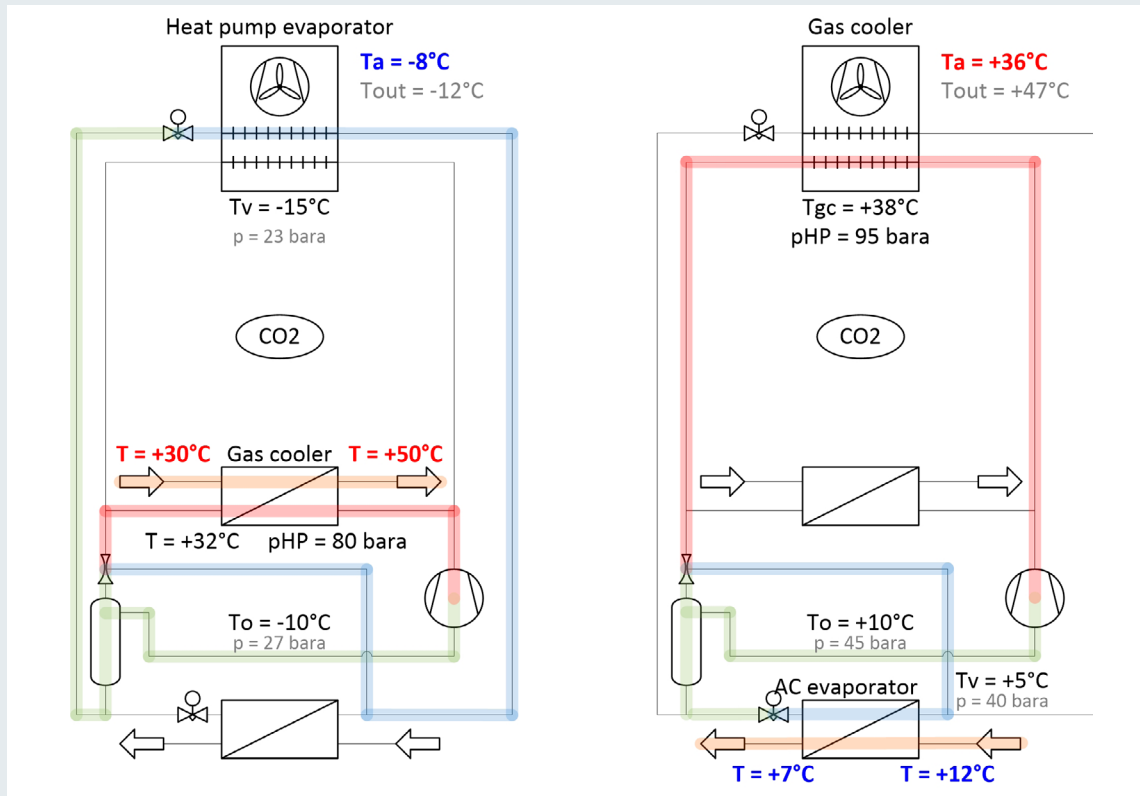 Heat pump evaporator
Ta = -8°C
Tout = -12°C
Tv = -15°C
p = 23 bara
CO2
T = +30°C Gas cooler T = +50°C
T = +32°C pHP = 80 bara
To = -10°C
p = 27 bara
Gas cooler
Ta = +36°C
Tout = +47°C
Tgc = +38°C
pHP = 95 bara
CO2
To = +10°C
p = 45 bara
AC evaporator
Tv = +5°C
p = 40 bara
T = +7°C T = +12°C